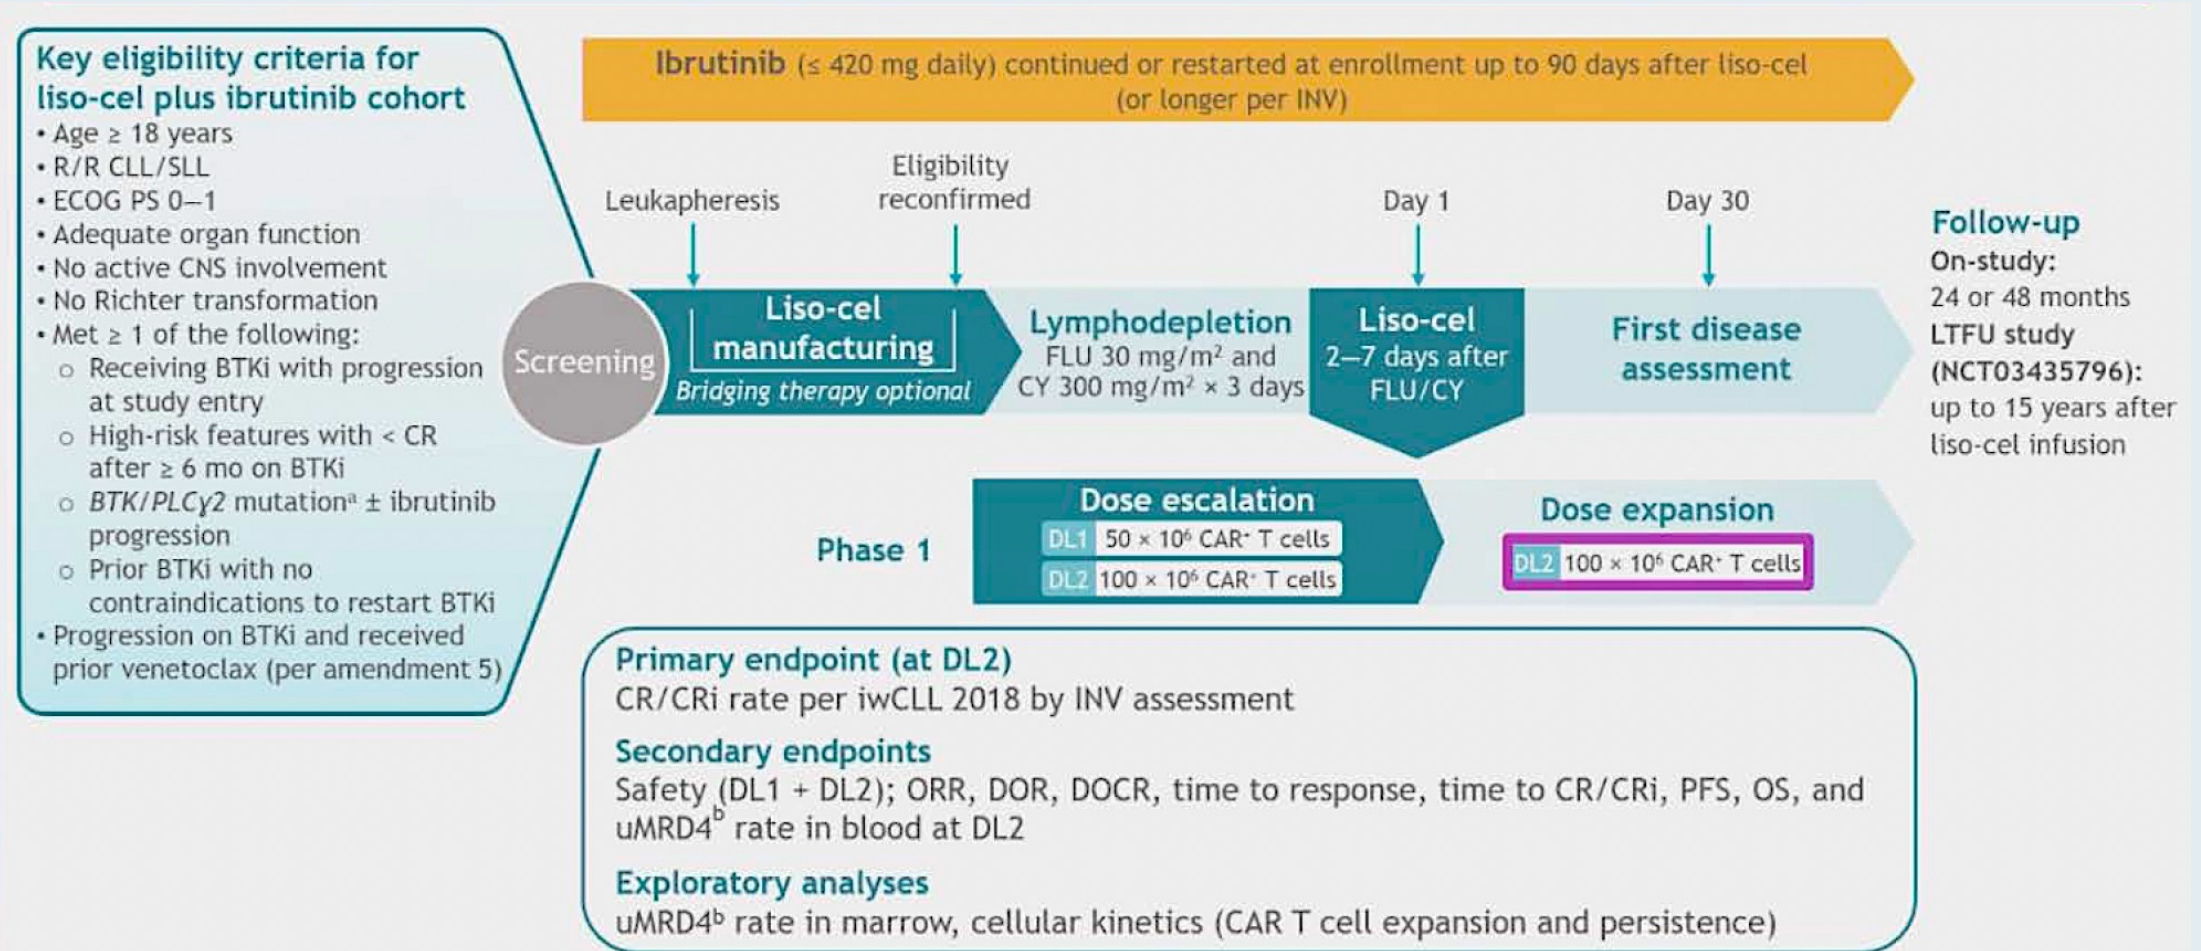 Key eligibility criteria for
liso-cel plus ibrutinib cohort
• Age ≥ 18 years
• R/R CLL/SLL
• ECOG PS 0–1
• Adequate organ function
• No active CNS involvement
• No Richter transformation
• Met ≥ 1 of the following:
o Receiving BTKi with progression
at study entry
o High-risk features with < CR
after ≥ 6 mo on BTKi
o BTK/PLCγ2 mutationᵃ ± ibrutinib
progression
o Prior BTKi with no
contraindications to restart BTKi
• Progression on BTKi and received
prior venetoclax (per amendment 5)
Ibrutinib (≤ 420 mg daily) continued or restarted at enrollment up to 90 days after liso-cel
(or longer per INV)
Leukapheresis
Eligibility
reconfirmed
Day 1
Day 30
Screening
Liso-cel
manufacturing
Bridging therapy optional
Lymphodepletion
FLU 30 mg/m² and
CY 300 mg/m² × 3 days
Liso-cel
2–7 days after
FLU/CY
First disease
assessment
Follow-up
On-study:
24 or 48 months
LTFU study
(NCT03435796):
up to 15 years after
liso-cel infusion
Phase 1
Dose escalation
DL1 50 × 10⁶ CAR⁺ T cells
DL2 100 × 10⁶ CAR⁺ T cells
Dose expansion
DL2 100 × 10⁶ CAR⁺ T cells
Primary endpoint (at DL2)
CR/CRi rate per iwCLL 2018 by INV assessment
Secondary endpoints
Safety (DL1 + DL2); ORR, DOR, DOCR, time to response, time to CR/CRi, PFS, OS, and
uMRD4ᵇ rate in blood at DL2
Exploratory analyses
uMRD4ᵇ rate in marrow, cellular kinetics (CAR T cell expansion and persistence)